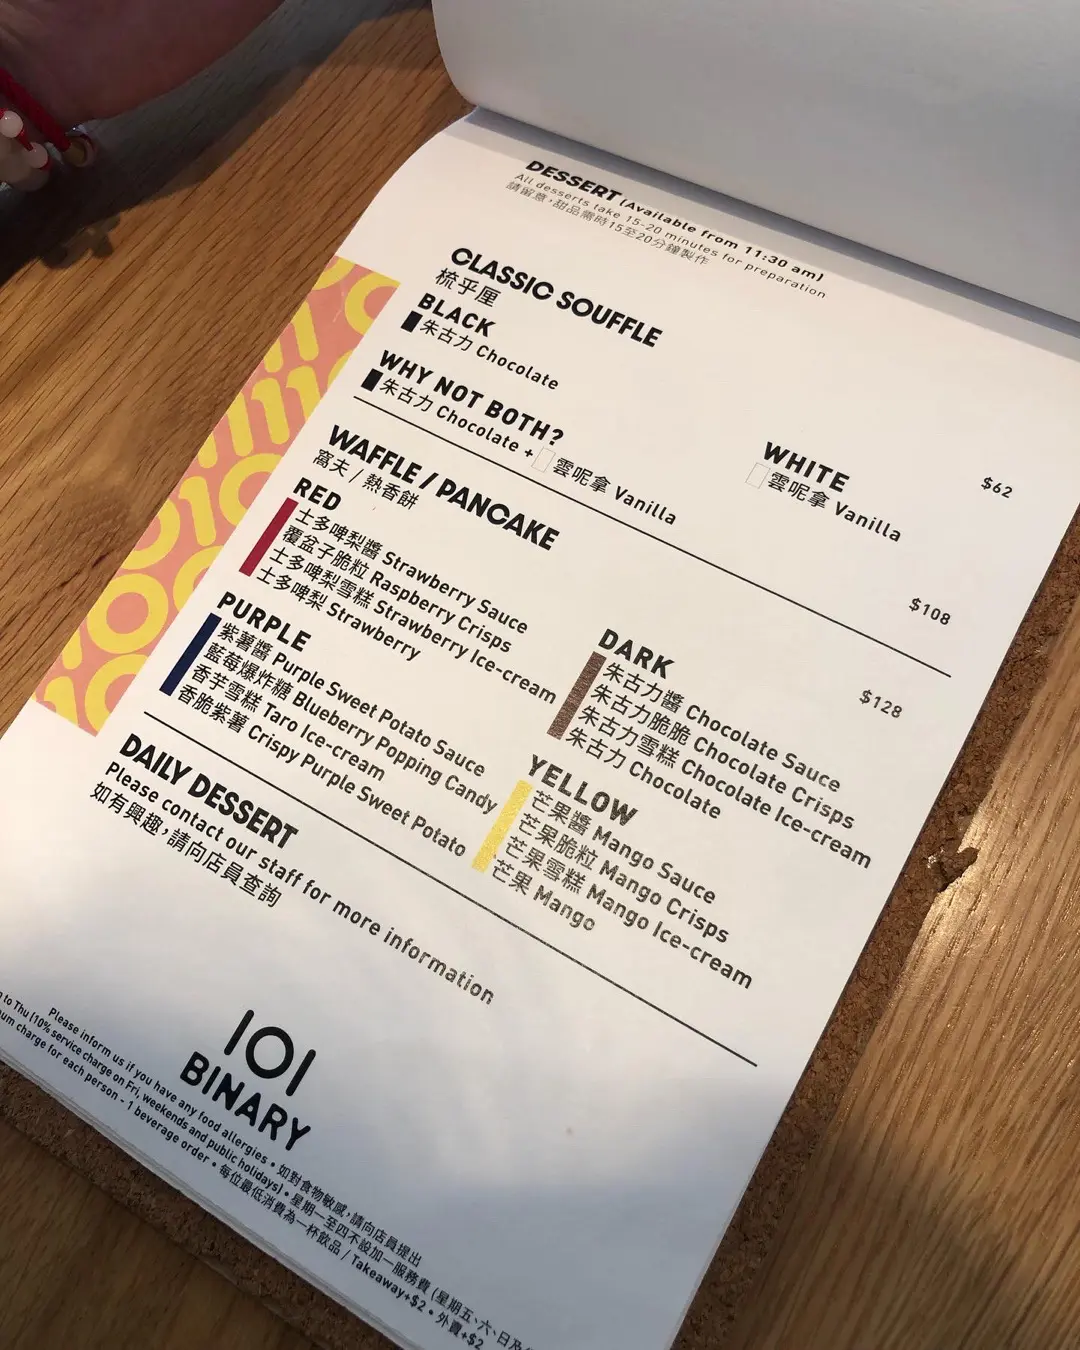 DESSERT (Available from 11:30 am)
All desserts take 15-20 minutes for preparation
請留意，甜品需時15至20分鐘製作
CLASSIC SOUFFLE
梳乎厘
BLACK
朱古力 Chocolate
WHITE
雲呢拿 Vanilla
$62
WHY NOT BOTH?
朱古力 Chocolate + 雲呢拿 Vanilla
$108
WAFFLE / PANCAKE
窩夫 / 熱香餅
$128
RED
士多啤梨醬 Strawberry Sauce
覆盆子脆粒 Raspberry Crisps
士多啤梨雪糕 Strawberry Ice-cream
士多啤梨 Strawberry
DARK
朱古力醬 Chocolate Sauce
朱古力脆脆 Chocolate Crisps
朱古力雪糕 Chocolate Ice-cream
朱古力 Chocolate
PURPLE
紫薯醬 Purple Sweet Potato Sauce
藍莓爆炸糖 Blueberry Popping Candy
香芋雪糕 Taro Ice-cream
香脆紫薯 Crispy Purple Sweet Potato
YELLOW
芒果醬 Mango Sauce
芒果脆粒 Mango Crisps
芒果雪糕 Mango Ice-cream
芒果 Mango
DAILY DESSERT
Please contact our staff for more information
如有興趣，請向店員查詢
101
BINARY
Please inform us if you have any food allergies • 如對食物敏感，請向店員提出
to Thu (10% service charge on Fri, weekends and public holidays) • 星期一至四不設加一服務費 (星期五、六、日及
charge for each person - 1 beverage order • 每位最低消費為一杯飲品 / Takeaway+$2 • 外賣+$2